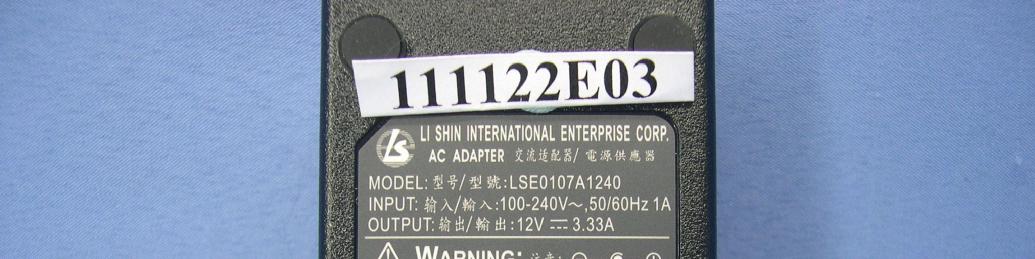 111122E03
LS LI SHIN INTERNATIONAL ENTERPRISE CORP.
AC ADAPTER 交流适配器/ 電源供應器
MODEL: 型号/型號:LSE0107A1240
INPUT: 输入/輸入:100-240V～,50/60Hz 1A
OUTPUT: 输出/輸出:12V ⎓ 3.33A
WARNING: